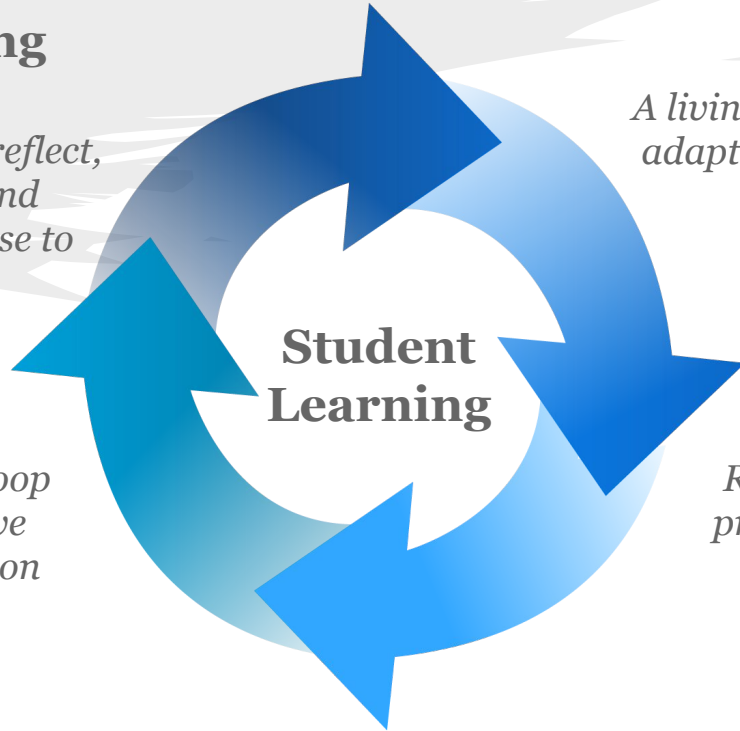 ng
reflect,
nd
se to
A livin
adapt
Student
Learning
oop
ve
on
R
pr